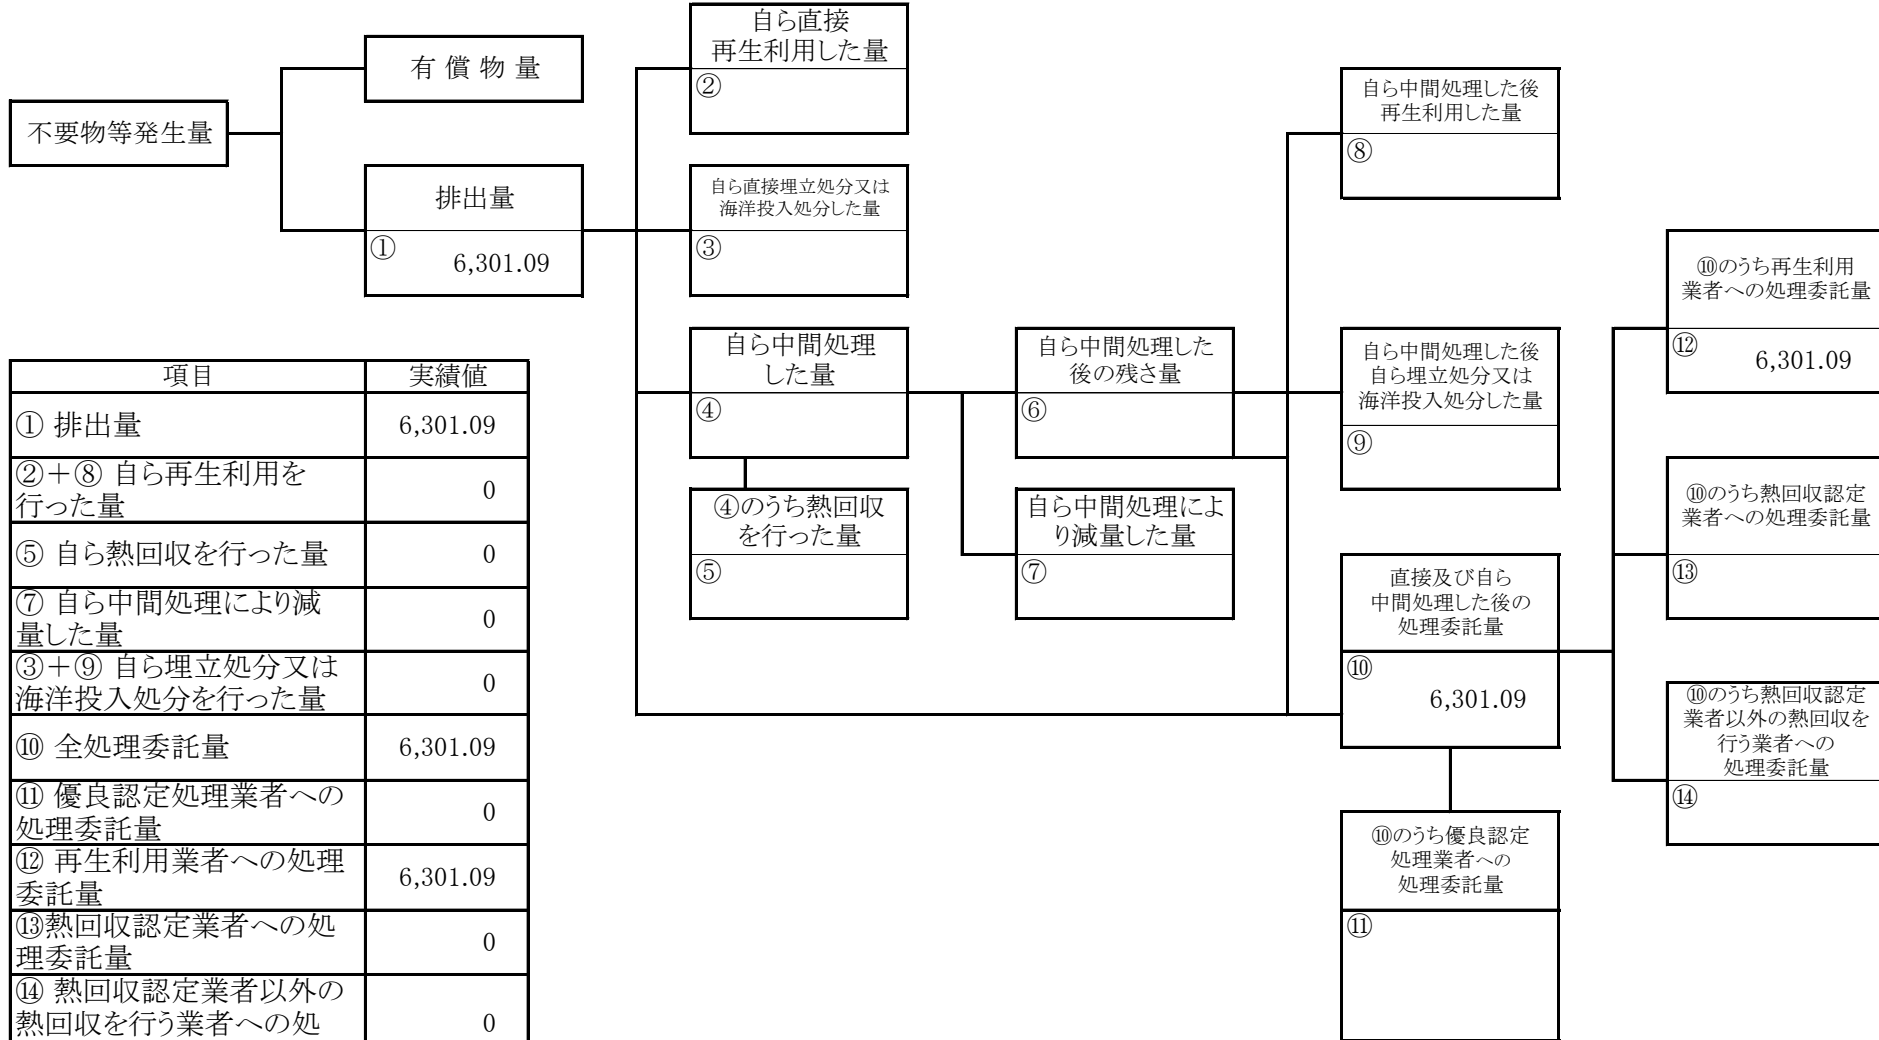 不要物等発生量
有 償 物 量
排出量
①
6,301.09
自ら直接
再生利用した量
②
自ら直接埋立処分又は
海洋投入処分した量
③
自ら中間処理
した量
④
④のうち熱回収
を行った量
⑤
自ら中間処理した
後の残さ量
⑥
自ら中間処理によ
り減量した量
⑦
自ら中間処理した後
再生利用した量
⑧
自ら中間処理した後
自ら埋立処分又は
海洋投入処分した量
⑨
直接及び自ら
中間処理した後の
処理委託量
⑩
6,301.09
⑩のうち優良認定
処理業者への
処理委託量
⑪
⑩のうち再生利用
業者への処理委託量
⑫
6,301.09
⑩のうち熱回収認定
業者への処理委託量
⑬
⑩のうち熱回収認定
業者以外の熱回収を
行う業者への
処理委託量
⑭
項目 実績値
① 排出量 6,301.09
②＋⑧ 自ら再生利用を
行った量 0
⑤ 自ら熱回収を行った量 0
⑦ 自ら中間処理により減
量した量 0
③＋⑨ 自ら埋立処分又は
海洋投入処分を行った量 0
⑩ 全処理委託量 6,301.09
⑪ 優良認定処理業者への
処理委託量 0
⑫ 再生利用業者への処理
委託量 6,301.09
⑬熱回収認定業者への処
理委託量 0
⑭ 熱回収認定業者以外の
熱回収を行う業者への処 0